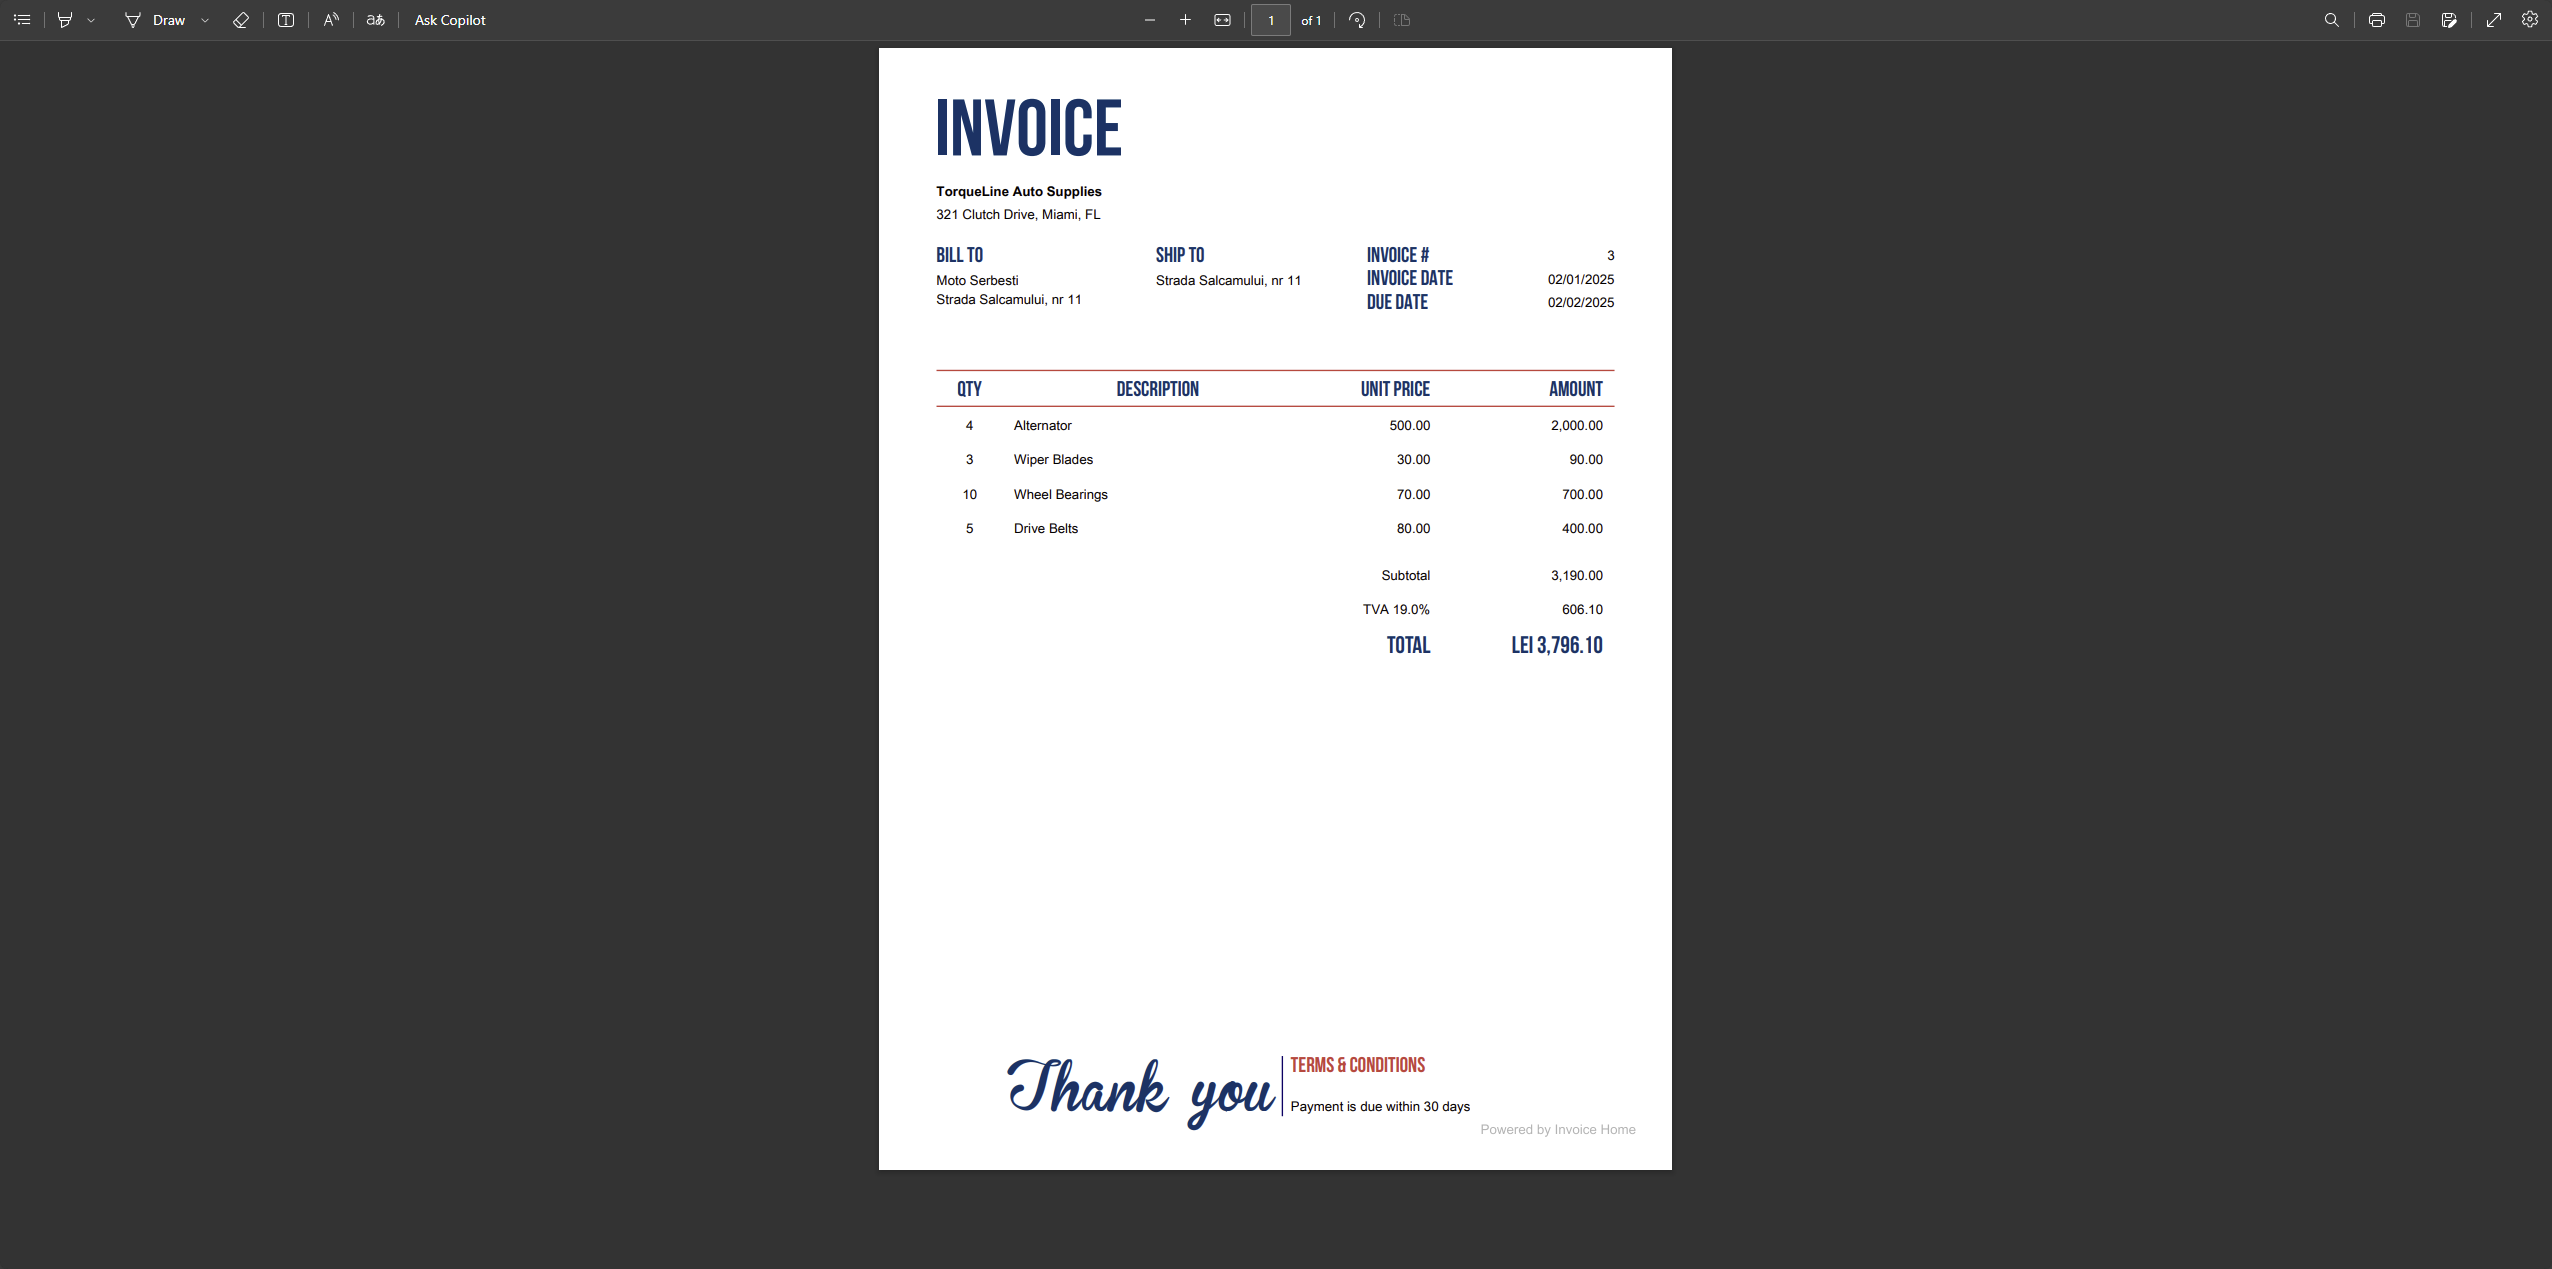 Draw
aあ
Ask Copilot
1 of 1
INVOICE
TorqueLine Auto Supplies
321 Clutch Drive, Miami, FL
BILL TO
Moto Serbesti
Strada Salcamului, nr 11
SHIP TO
Strada Salcamului, nr 11
INVOICE # 3
INVOICE DATE 02/01/2025
DUE DATE 02/02/2025
QTY DESCRIPTION UNIT PRICE AMOUNT
4 Alternator 500.00 2,000.00
3 Wiper Blades 30.00 90.00
10 Wheel Bearings 70.00 700.00
5 Drive Belts 80.00 400.00
Subtotal 3,190.00
TVA 19.0% 606.10
TOTAL LEI 3,796.10
Thank you
TERMS & CONDITIONS
Payment is due within 30 days
Powered by Invoice Home